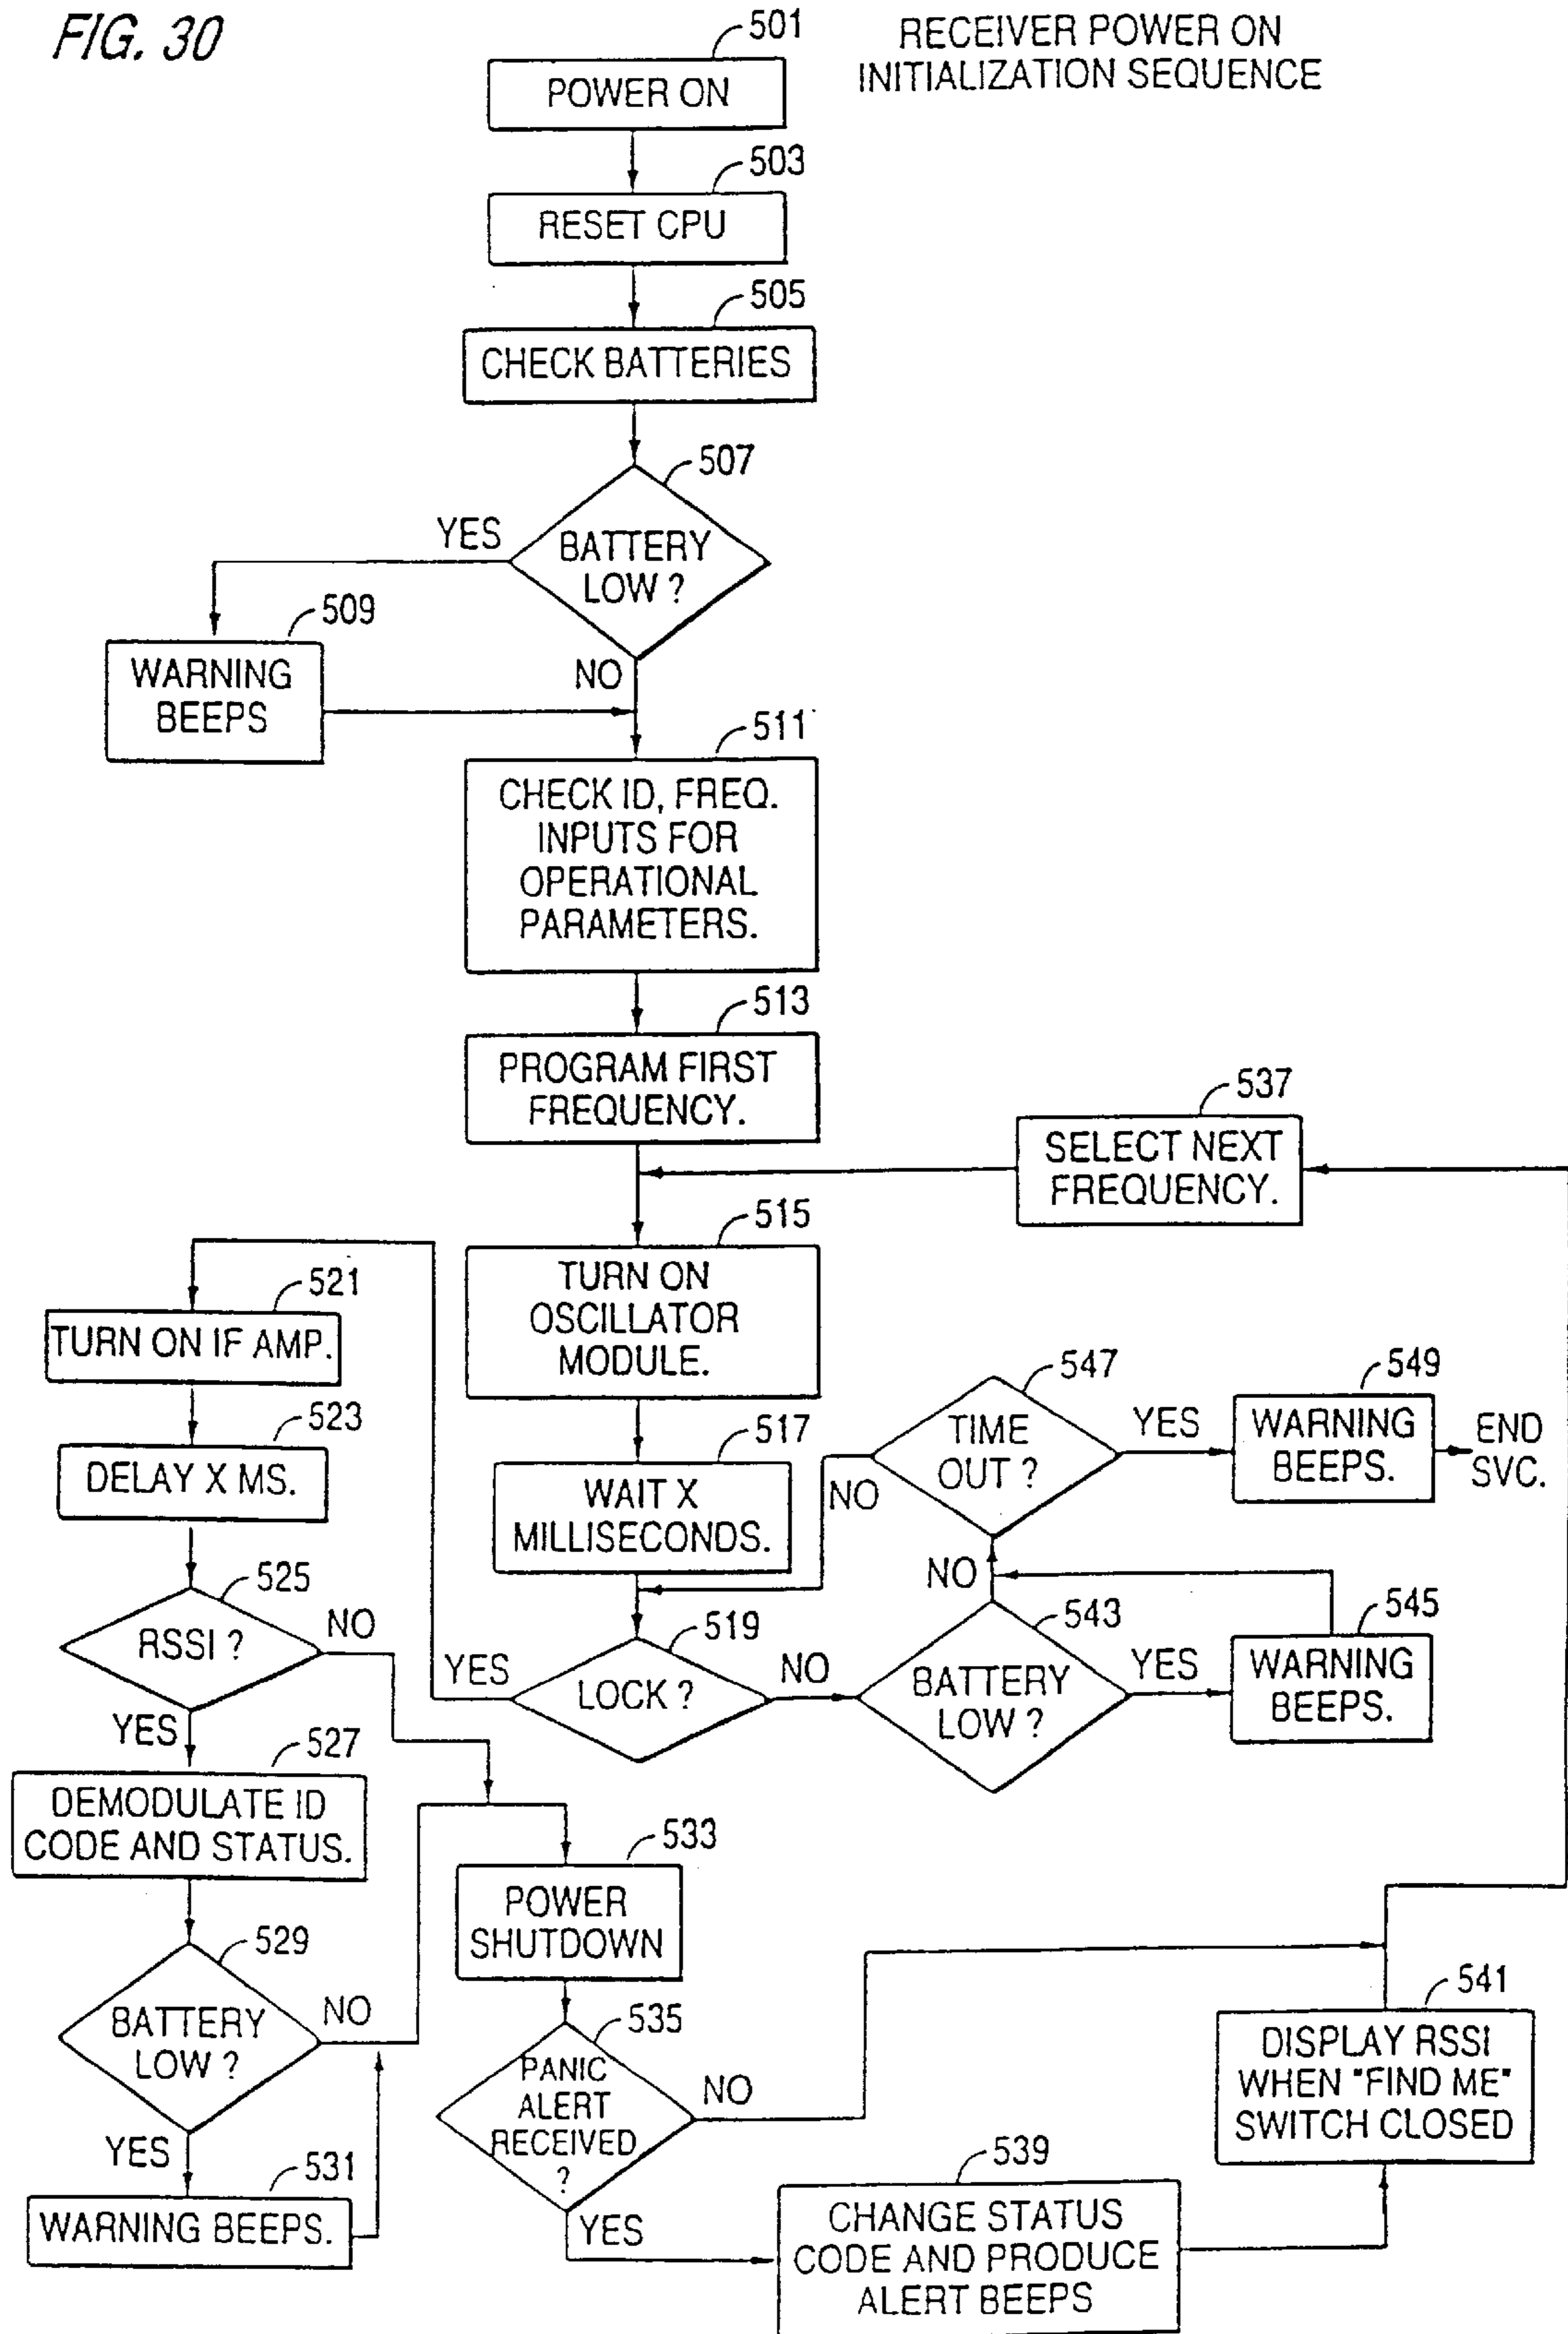 FIG. 30
RECEIVER POWER ON
INITIALIZATION SEQUENCE
501
POWER ON
503
RESET CPU
505
CHECK BATTERIES
507
BATTERY
LOW ?
YES
NO
509
WARNING
BEEPS
511
CHECK ID, FREQ.
INPUTS FOR
OPERATIONAL
PARAMETERS.
513
PROGRAM FIRST
FREQUENCY.
537
SELECT NEXT
FREQUENCY.
515
TURN ON
OSCILLATOR
MODULE.
521
TURN ON IF AMP.
523
DELAY X MS.
517
WAIT X
MILLISECONDS.
547
TIME
OUT ?
YES
NO
549
WARNING
BEEPS.
END
SVC.
525
RSSI ?
NO
YES
519
LOCK ?
YES
NO
543
BATTERY
LOW ?
NO
YES
545
WARNING
BEEPS.
527
DEMODULATE ID
CODE AND STATUS.
529
BATTERY
LOW ?
NO
YES
531
WARNING BEEPS.
533
POWER
SHUTDOWN
535
PANIC
ALERT
RECEIVED
?
NO
YES
539
CHANGE STATUS
CODE AND PRODUCE
ALERT BEEPS
541
DISPLAY RSSI
WHEN "FIND ME"
SWITCH CLOSED